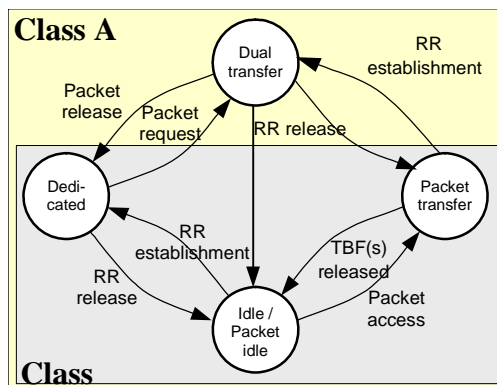 Class A
Dual
transfer
RR
establishment
Packet
release
Packet
request
RR release
Dedi-
cated
Packet
transfer
RR
establishment
TBF(s)
released
RR
release
Packet
access
Idle /
Packet
idle
Class